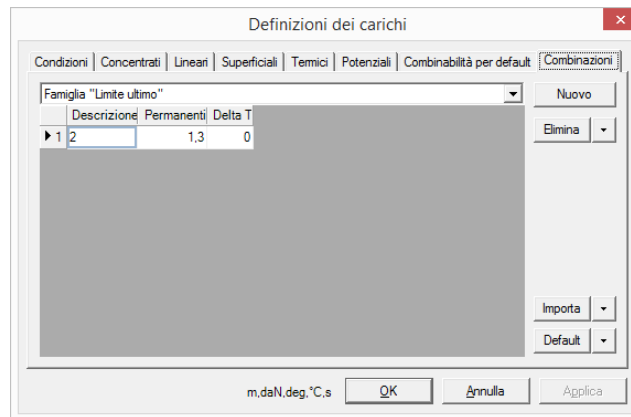 Definizioni dei carichi
Condizioni Concentrati Lineari Superficiali Termici Potenziali Combinabilità per default Combinazioni
Famiglia "Limite ultimo"
Nuovo
Descrizione Permanenti Delta T
1 2 1,3 0
Elimina
Importa
Default
m,daN,deg,°C,s OK Annulla Applica